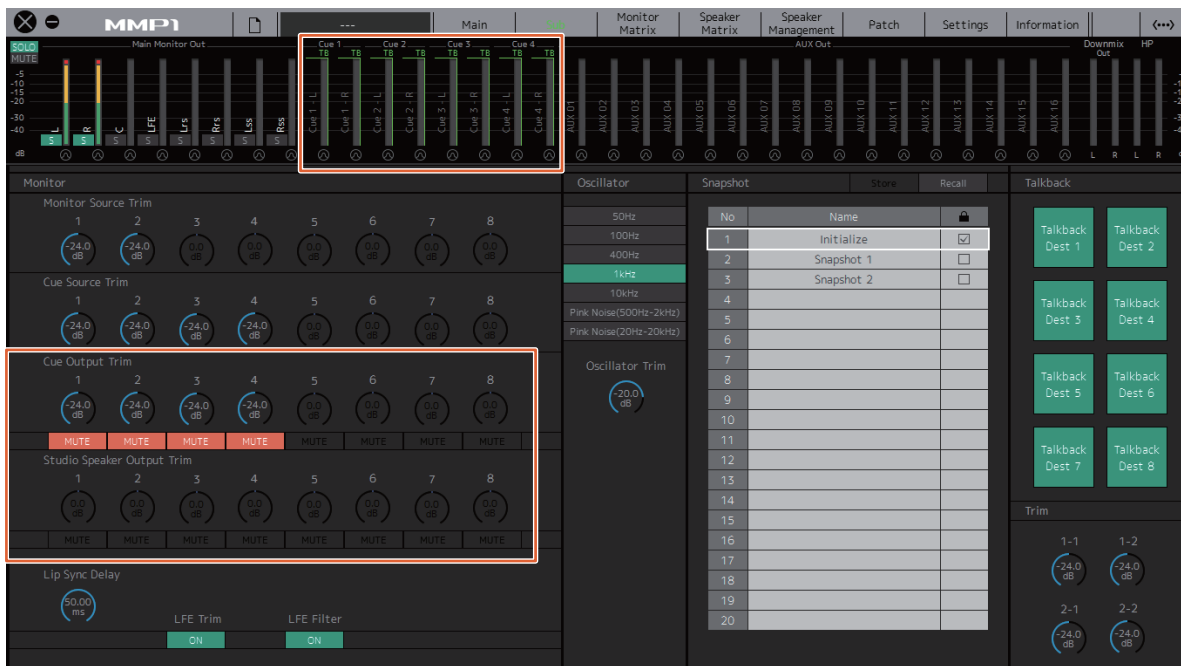 MMP1 --- Main Cue Monitor Matrix Speaker Matrix Speaker Management Patch Settings Information
SOLO Main Monitor Out Cue 1 Cue 2 Cue 3 Cue 4 AUX Out Downmix Out HP
MUTE TB TB TB TB TB TB TB TB
-5
-10
-15
-20
-30
-40
L R C LFE Lrs Rrs Lss Rss Cue 1 - L Cue 1 - R Cue 2 - L Cue 2 - R Cue 3 - L Cue 3 - R Cue 4 - L Cue 4 - R AUX 01 AUX 02 AUX 03 AUX 04 AUX 05 AUX 06 AUX 07 AUX 08 AUX 09 AUX 10 AUX 11 AUX 12 AUX 13 AUX 14 AUX 15 AUX 16
S S S S S S S S
dB L R L R
Monitor
Monitor Source Trim
1 2 3 4 5 6 7 8
-24.0 dB -24.0 dB 0.0 dB 0.0 dB 0.0 dB 0.0 dB 0.0 dB 0.0 dB
Cue Source Trim
1 2 3 4 5 6 7 8
-24.0 dB -24.0 dB -24.0 dB -24.0 dB 0.0 dB 0.0 dB 0.0 dB 0.0 dB
Cue Output Trim
1 2 3 4 5 6 7 8
-24.0 dB -24.0 dB -24.0 dB -24.0 dB 0.0 dB 0.0 dB 0.0 dB 0.0 dB
MUTE MUTE MUTE MUTE MUTE MUTE MUTE MUTE
Studio Speaker Output Trim
1 2 3 4 5 6 7 8
0.0 dB 0.0 dB 0.0 dB 0.0 dB 0.0 dB 0.0 dB 0.0 dB 0.0 dB
MUTE MUTE MUTE MUTE MUTE MUTE MUTE MUTE
Lip Sync Delay
50.00 ms
LFE Trim LFE Filter
ON ON
Oscillator
50Hz
100Hz
400Hz
1kHz
10kHz
Pink Noise(500Hz-2kHz)
Pink Noise(20Hz-20kHz)
Oscillator Trim
-20.0 dB
Snapshot Store Recall
No Name
1 Initialize
2 Snapshot 1
3 Snapshot 2
4
5
6
7
8
9
10
11
12
13
14
15
16
17
18
19
20
Talkback
Talkback Dest 1 Talkback Dest 2
Talkback Dest 3 Talkback Dest 4
Talkback Dest 5 Talkback Dest 6
Talkback Dest 7 Talkback Dest 8
Trim
1-1 1-2
-24.0 dB -24.0 dB
2-1 2-2
-24.0 dB -24.0 dB